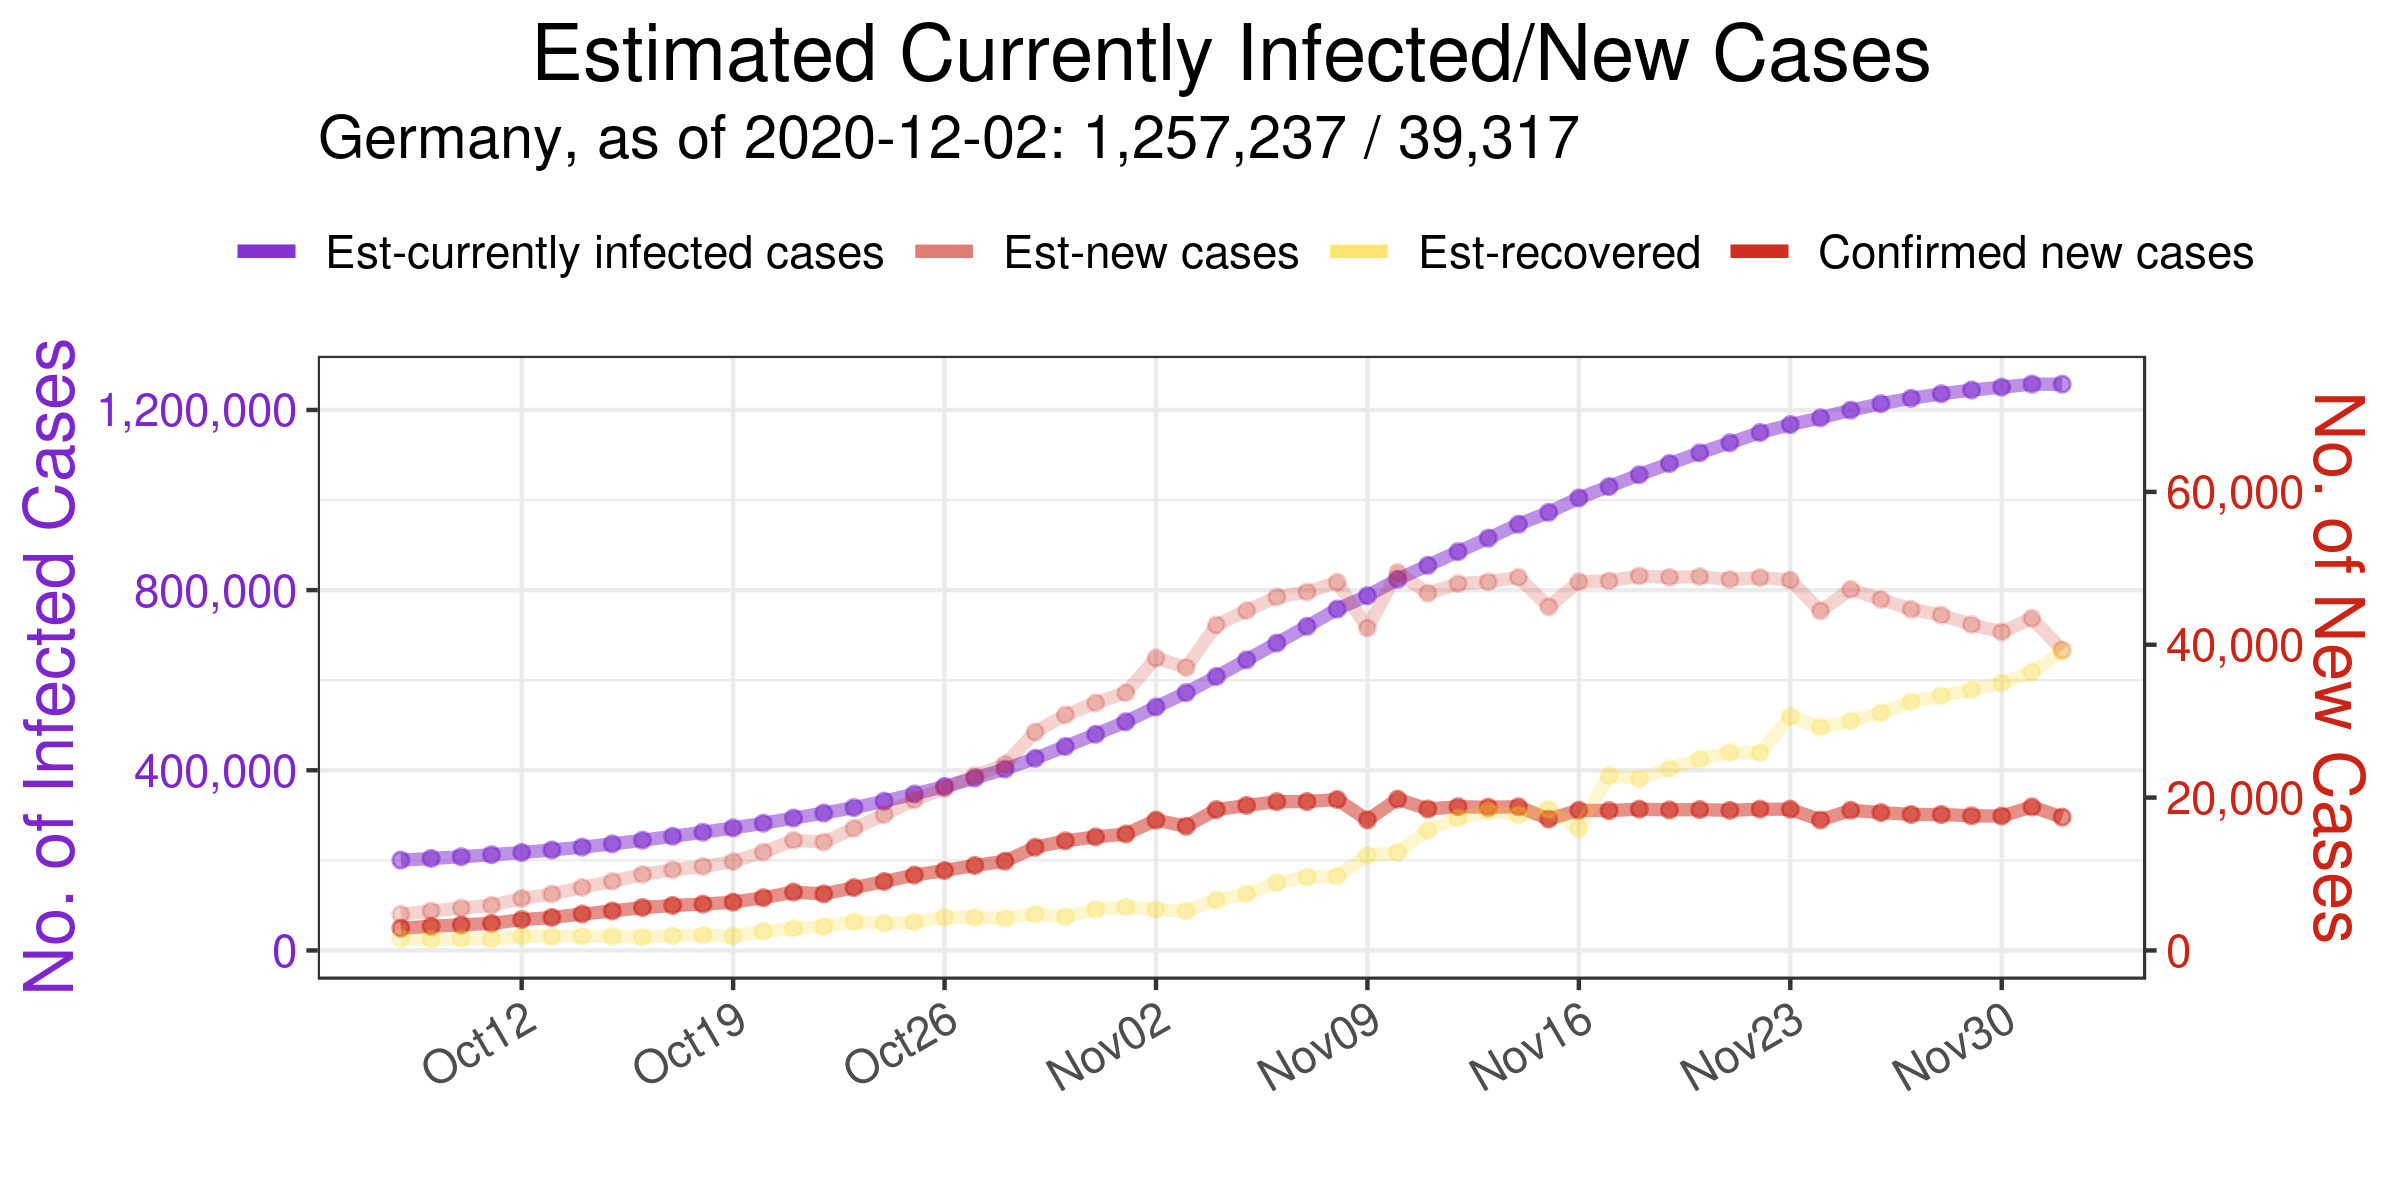 Estimated Currently Infected/New Cases
Germany, as of 2020-12-02: 1,257,237 / 39,317
Est-currently infected cases Est-new cases Est-recovered Confirmed new cases
No. of Infected Cases
1,200,000
800,000
400,000
0
60,000
40,000
20,000
0
No. of New Cases
Oct12 Oct19 Oct26 Nov02 Nov09 Nov16 Nov23 Nov30